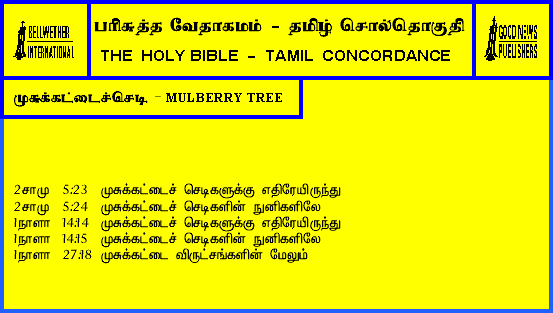 BELLWETHER
INTERNATIONAL
பரிசுத்த வேதாகமம் - தமிழ் சொல்தொகுதி
THE HOLY BIBLE - TAMIL CONCORDANCE
GOOD NEWS
PUBLISHERS
முசுக்கட்டைச்செடி - MULBERRY TREE
2சாமு 5:23 முசுக்கட்டைச் செடிகளுக்கு எதிரேயிருந்து
2சாமு 5:24 முசுக்கட்டைச் செடிகளின் நுனிகளிலே
1நாளா 14:14 முசுக்கட்டைச் செடிகளுக்கு எதிரேயிருந்து
1நாளா 14:15 முசுக்கட்டைச் செடிகளின் நுனிகளிலே
1நாளா 27:18 முசுக்கட்டை விருட்சங்களின் மேலும்